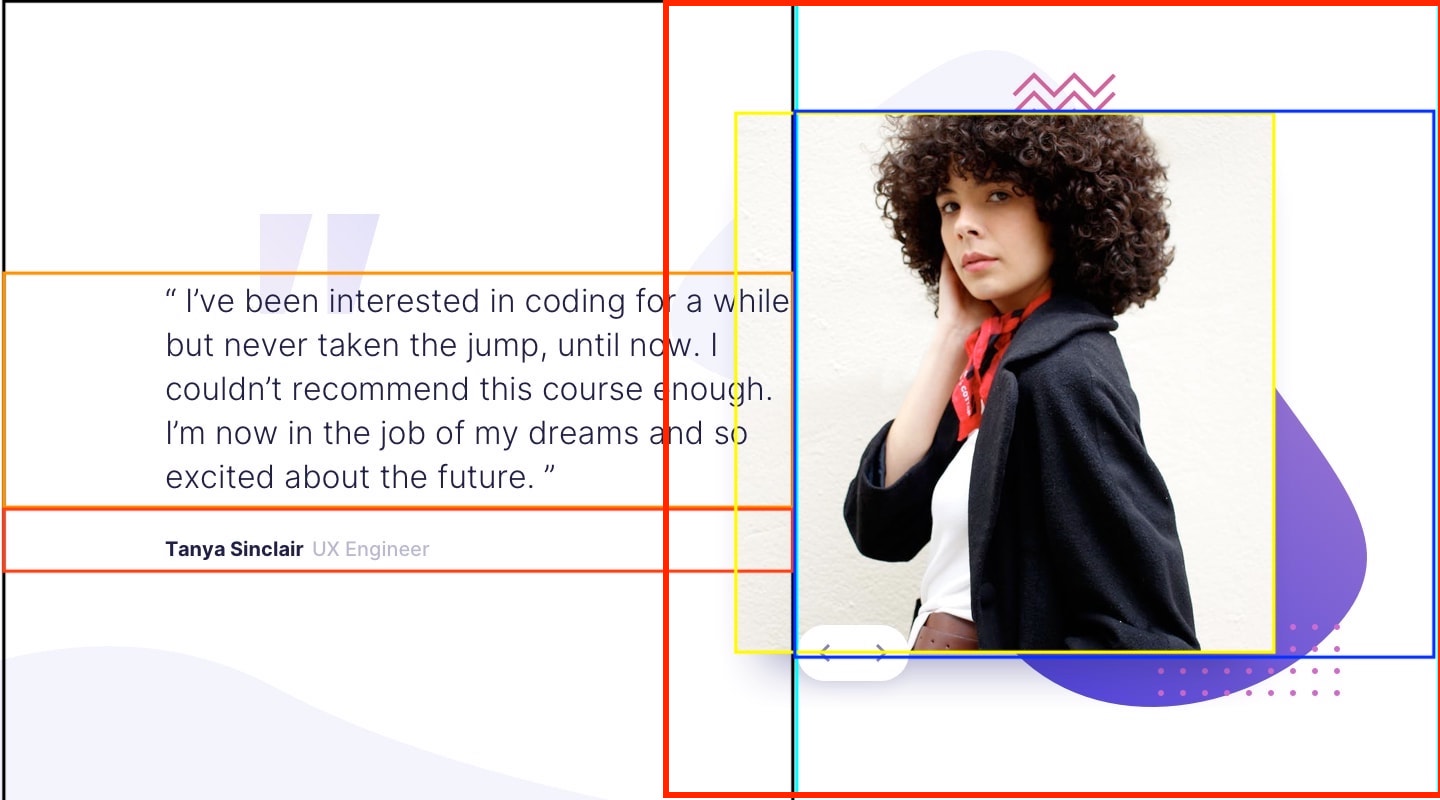 “ I’ve been interested in coding for a while
but never taken the jump, until now. I
couldn’t recommend this course enough.
I’m now in the job of my dreams and so
excited about the future. ”
Tanya Sinclair UX Engineer